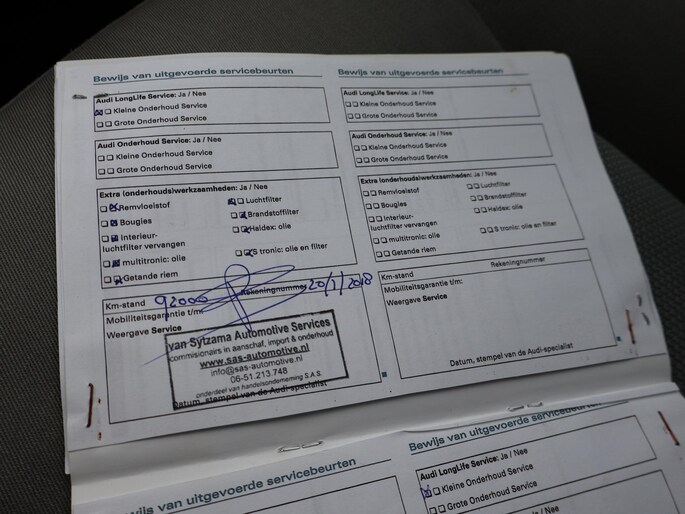 Bewijs van uitgevoerde servicebeurten
Audi LongLife Service: Ja / Nee
Kleine Onderhoud Service
Grote Onderhoud Service
Audi Onderhoud Service: Ja / Nee
Kleine Onderhoud Service
Grote Onderhoud Service
Extra (onderhouds)werkzaamheden: Ja / Nee
Remvloeistof
Luchtfilter
Bougies
Brandstoffilter
Interieur-
luchtfilter vervangen
Haldex: olie
multitronic: olie
S tronic: olie en filter
Getande riem
Km-stand 92000 Rekeningnummer 20/1/2018
Mobiliteitsgarantie t/m:
Weergave Service
van Sytzama Automotive Services
commisionairs in aanschaf, import & onderhoud
www.sas-automotive.nl
info@sas-automotive.nl
06-51.213.748
onderdeel van handelsonderneming S.A.S.
Datum, stempel van de Audi-specialist
Bewijs van uitgevoerde servicebeurten
Audi LongLife Service: Ja / Nee
Kleine Onderhoud Service
Grote Onderhoud Service
Audi Onderhoud Service: Ja / Nee
Kleine Onderhoud Service
Grote Onderhoud Service
Extra (onderhouds)werkzaamheden: Ja / Nee
Remvloeistof
Luchtfilter
Bougies
Brandstoffilter
Interieur-
luchtfilter vervangen
Haldex: olie
multitronic: olie
S tronic: olie en filter
Getande riem
Km-stand Rekeningnummer
Mobiliteitsgarantie t/m:
Weergave Service
Datum, stempel van de Audi-specialist
Bewijs van uitgevoerde servicebeurten
Bewijs van uitgevoerde servicebeurten
Audi LongLife Service: Ja / Nee
Kleine Onderhoud Service
Grote Onderhoud Service